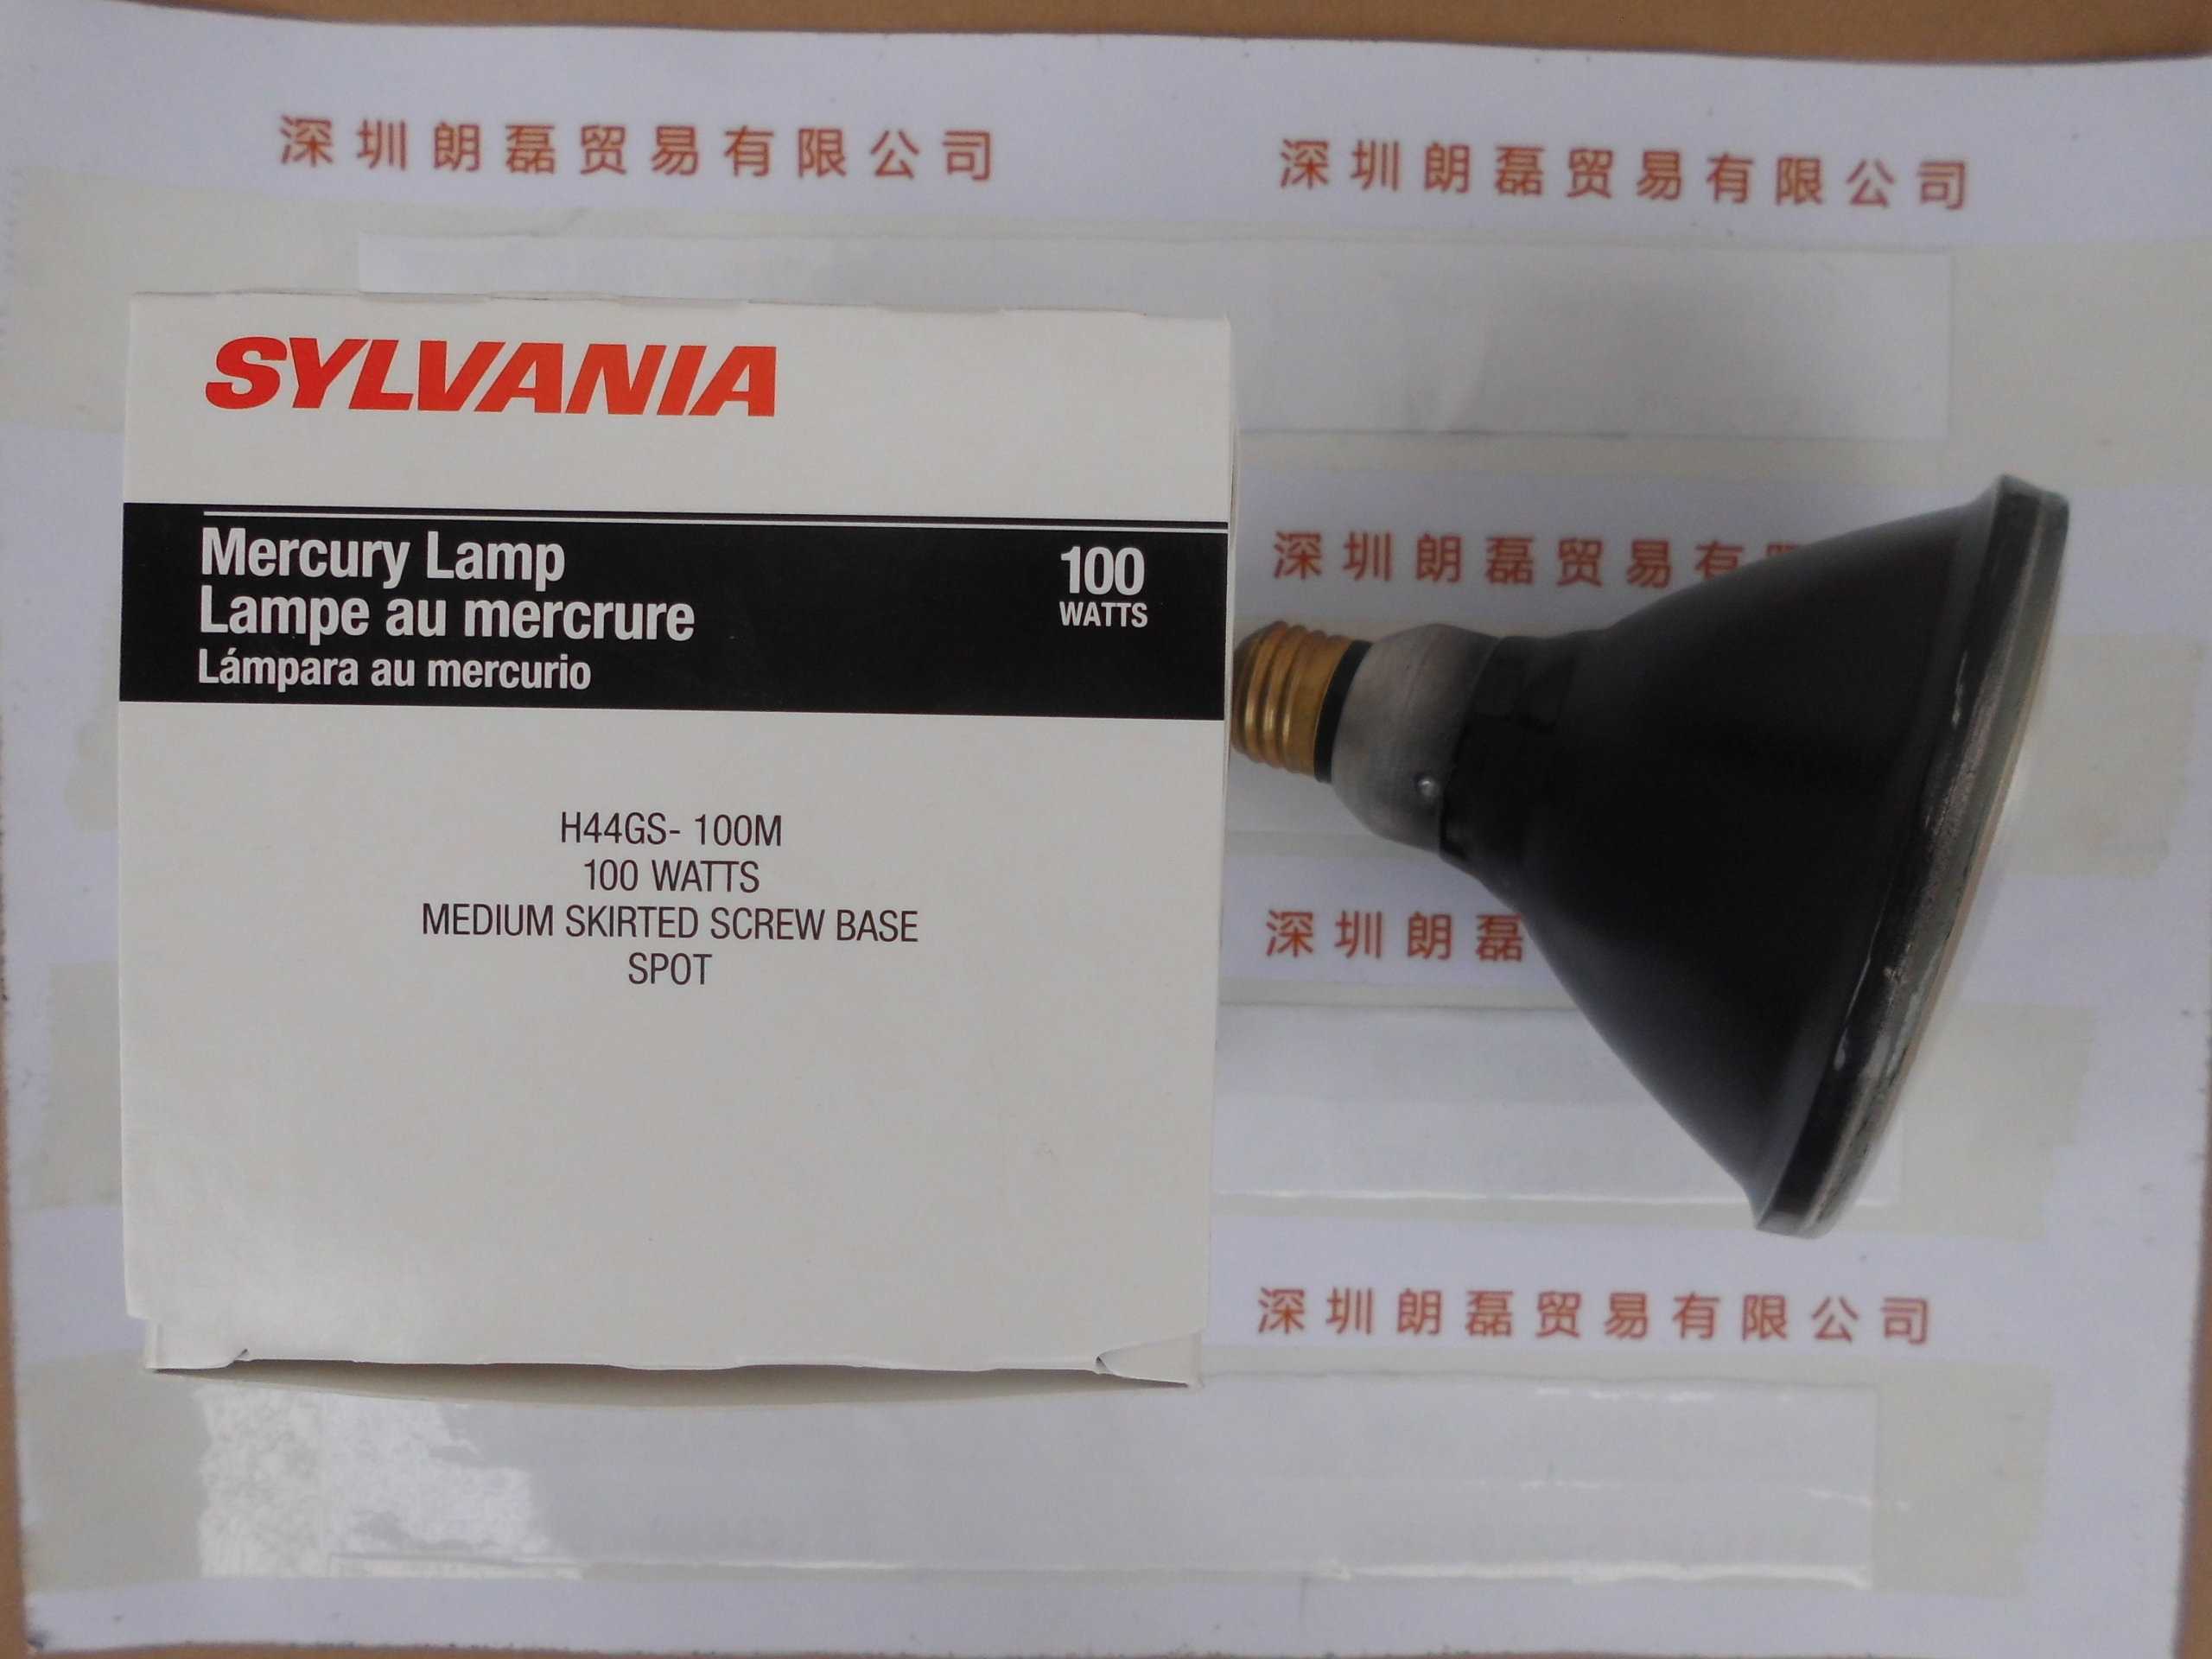 深圳朗磊贸易有限公司
深圳朗磊贸易有限公司
SYLVANIA
Mercury Lamp
Lampe au mercrure
Lámpara au mercurio
100
WATTS
H44GS- 100M
100 WATTS
MEDIUM SKIRTED SCREW BASE
SPOT
深圳朗磊贸易有
深圳朗磊
深圳朗磊贸易有限公司